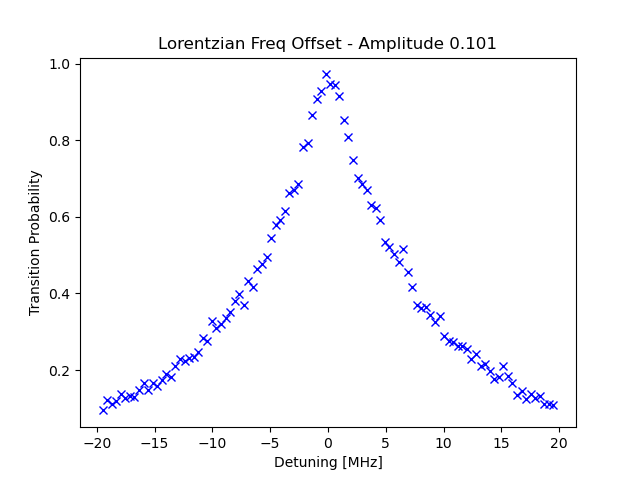 Lorentzian Freq Offset - Amplitude 0.101
Transition Probability
1.0
0.8
0.6
0.4
0.2
−20 −15 −10 −5 0 5 10 15 20
Detuning [MHz]